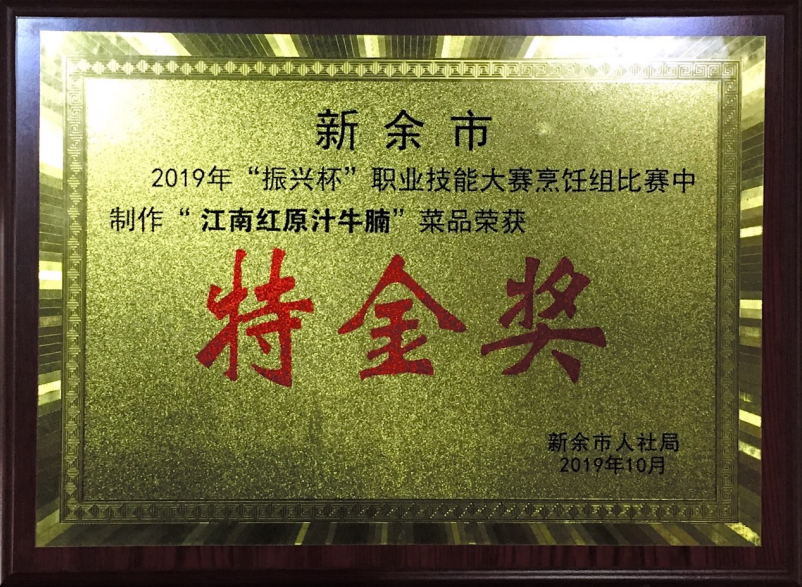 新余市
2019年“振兴杯”职业技能大赛烹饪组比赛中
制作“江南红原汁牛腩”菜品荣获
特金奖
新余市人社局
2019年10月